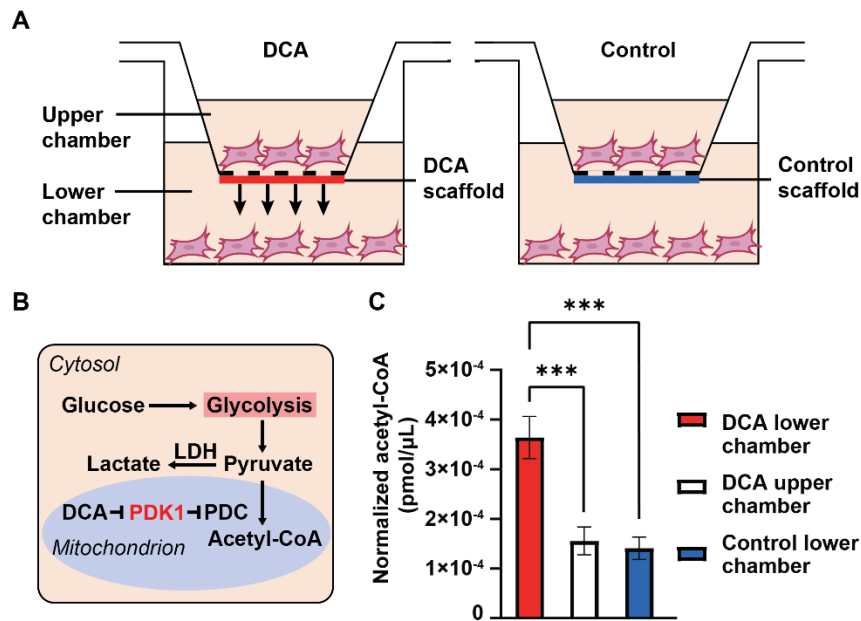 A
DCA
Control
Upper
chamber
Lower
chamber
DCA
scaffold
Control
scaffold
B
Cytosol
Glucose
Glycolysis
LDH
Lactate
Pyruvate
DCA
PDK1
PDC
Mitochondrion
Acetyl-CoA
C
Normalized acetyl-CoA
(pmol/µL)
5×10⁻⁴
4×10⁻⁴
3×10⁻⁴
2×10⁻⁴
1×10⁻⁴
0
***
***
DCA lower
chamber
DCA upper
chamber
Control lower
chamber